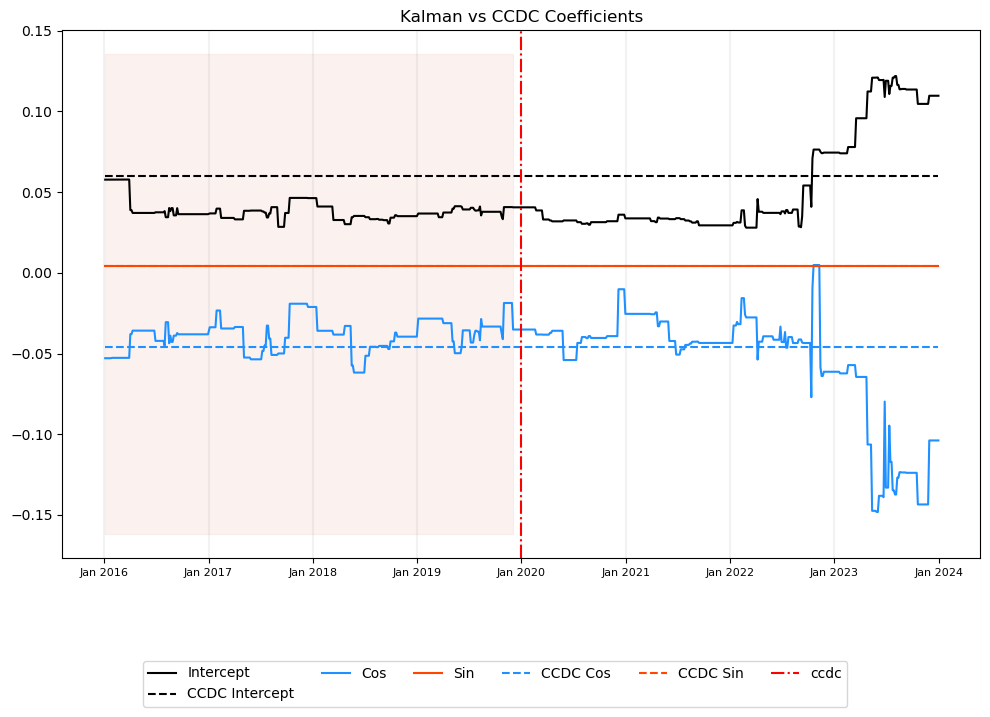 Kalman vs CCDC Coefficients
0.15
0.10
0.05
0.00
−0.05
−0.10
−0.15
Jan 2016 Jan 2017 Jan 2018 Jan 2019 Jan 2020 Jan 2021 Jan 2022 Jan 2023 Jan 2024
Intercept Cos Sin CCDC Cos CCDC Sin ccdc
CCDC Intercept